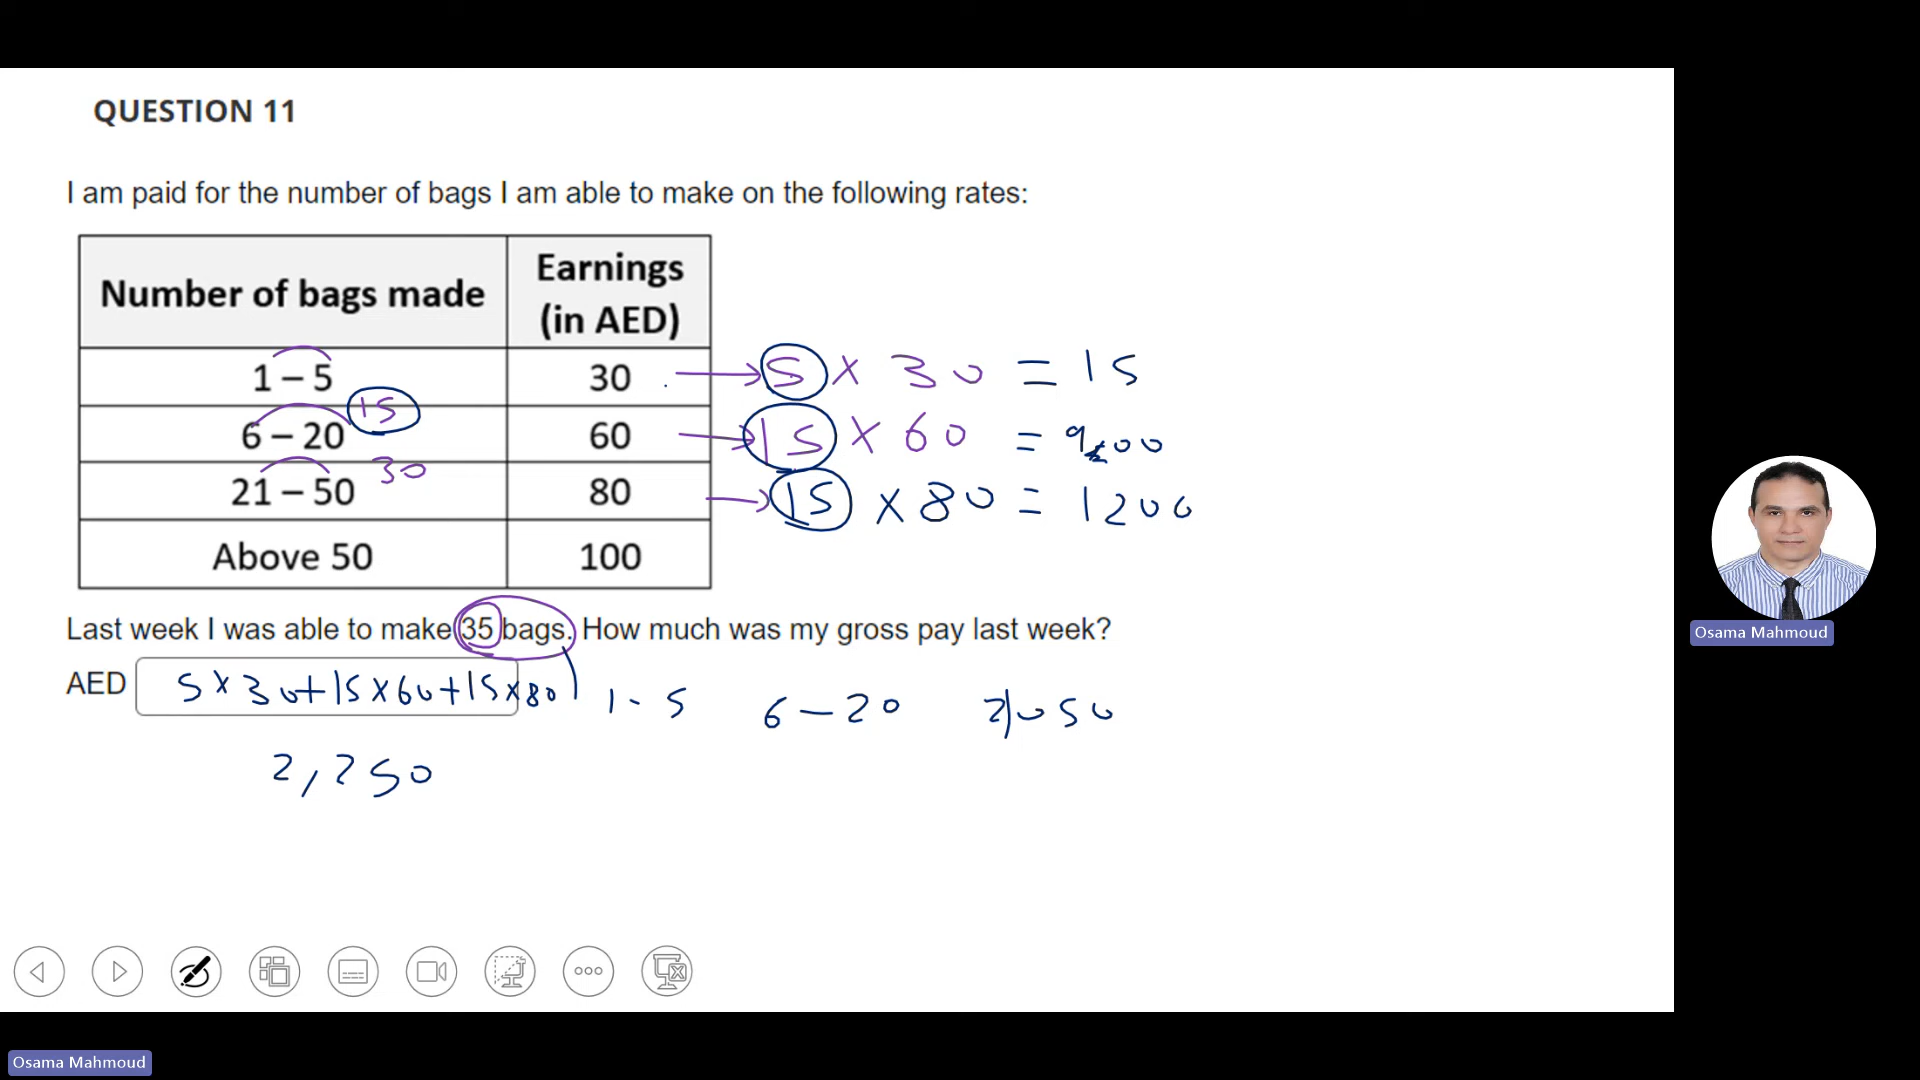 QUESTION 11
I am paid for the number of bags I am able to make on the following rates:
Number of bags made Earnings (in AED)
1 – 5 30 5 × 30 = 15
6 – 20 15 60 15 × 60 = 900
21 – 50 30 80 15 × 80 = 1200
Above 50 100
Last week I was able to make 35 bags. How much was my gross pay last week?
AED 5×30+15×60+15×80 1 - 5 6 – 20 50
2,250
Osama Mahmoud
Osama Mahmoud